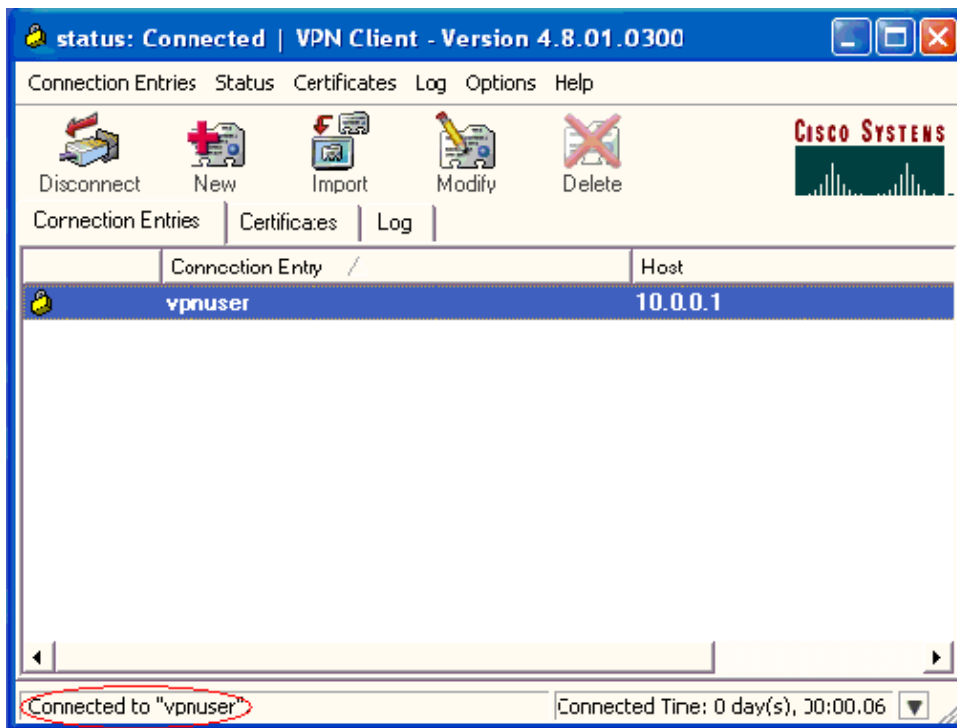 status: Connected | VPN Client - Version 4.8.01.0300
Connection Entries Status Certificates Log Options Help
Disconnect New Import Modify Delete
CISCO SYSTEMS
Connection Entries Certificates Log
Connection Entry Host
vpnuser 10.0.0.1
Connected to "vpnuser" Connected Time: 0 day(s), 00:00.06